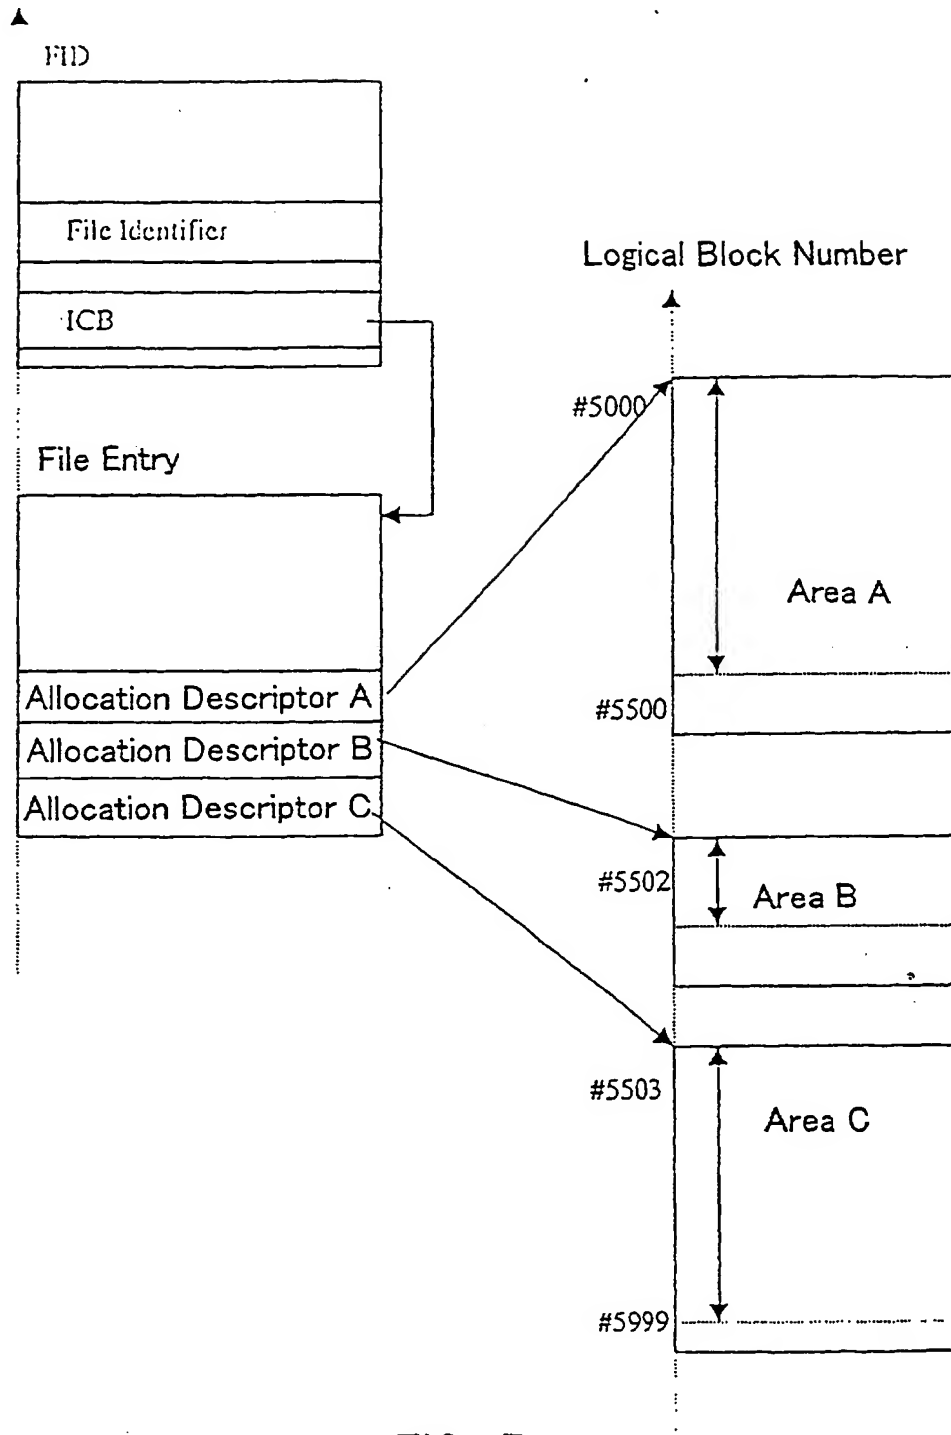 FID
File Identifier
ICB
File Entry
Allocation Descriptor A
Allocation Descriptor B
Allocation Descriptor C
Logical Block Number
#5000
Area A
#5500
#5502
Area B
#5503
Area C
#5999